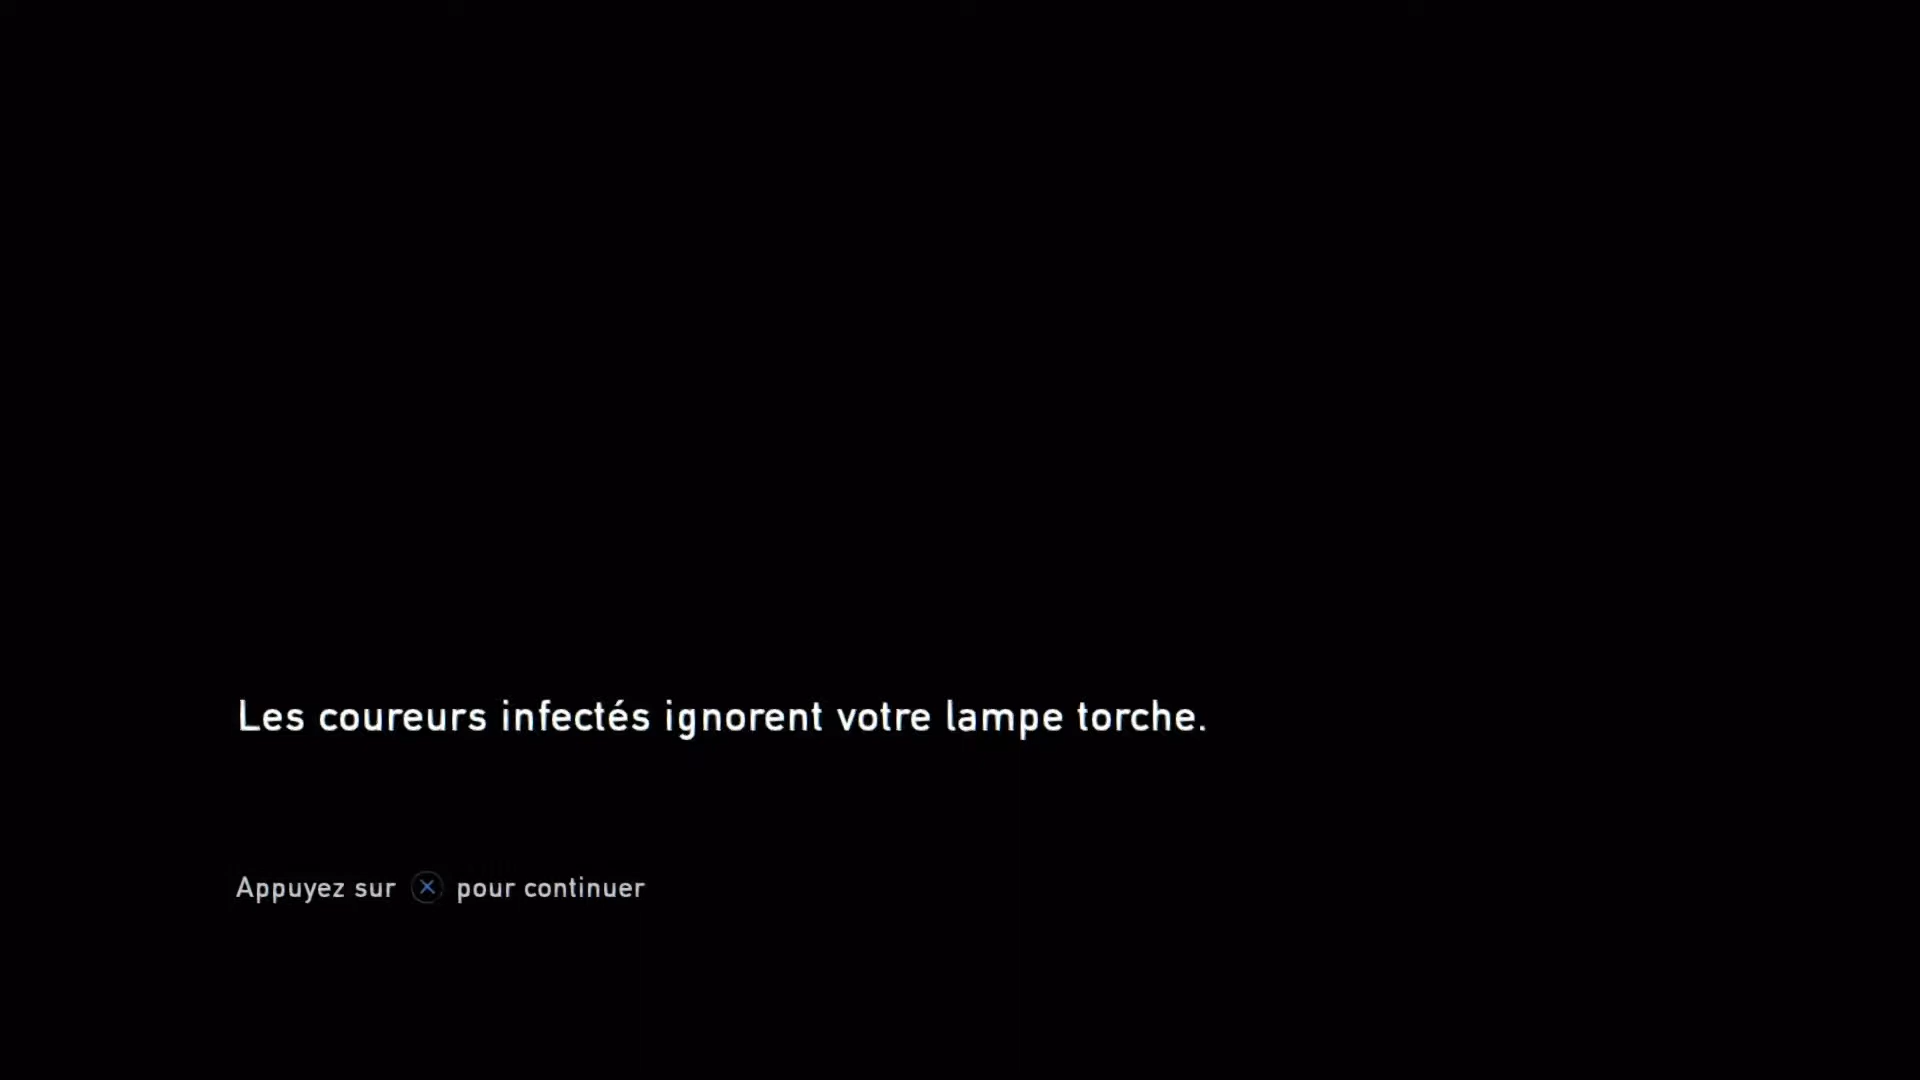 Les coureurs infectés ignorent votre lampe torche.
Appuyez sur ⊗ pour continuer